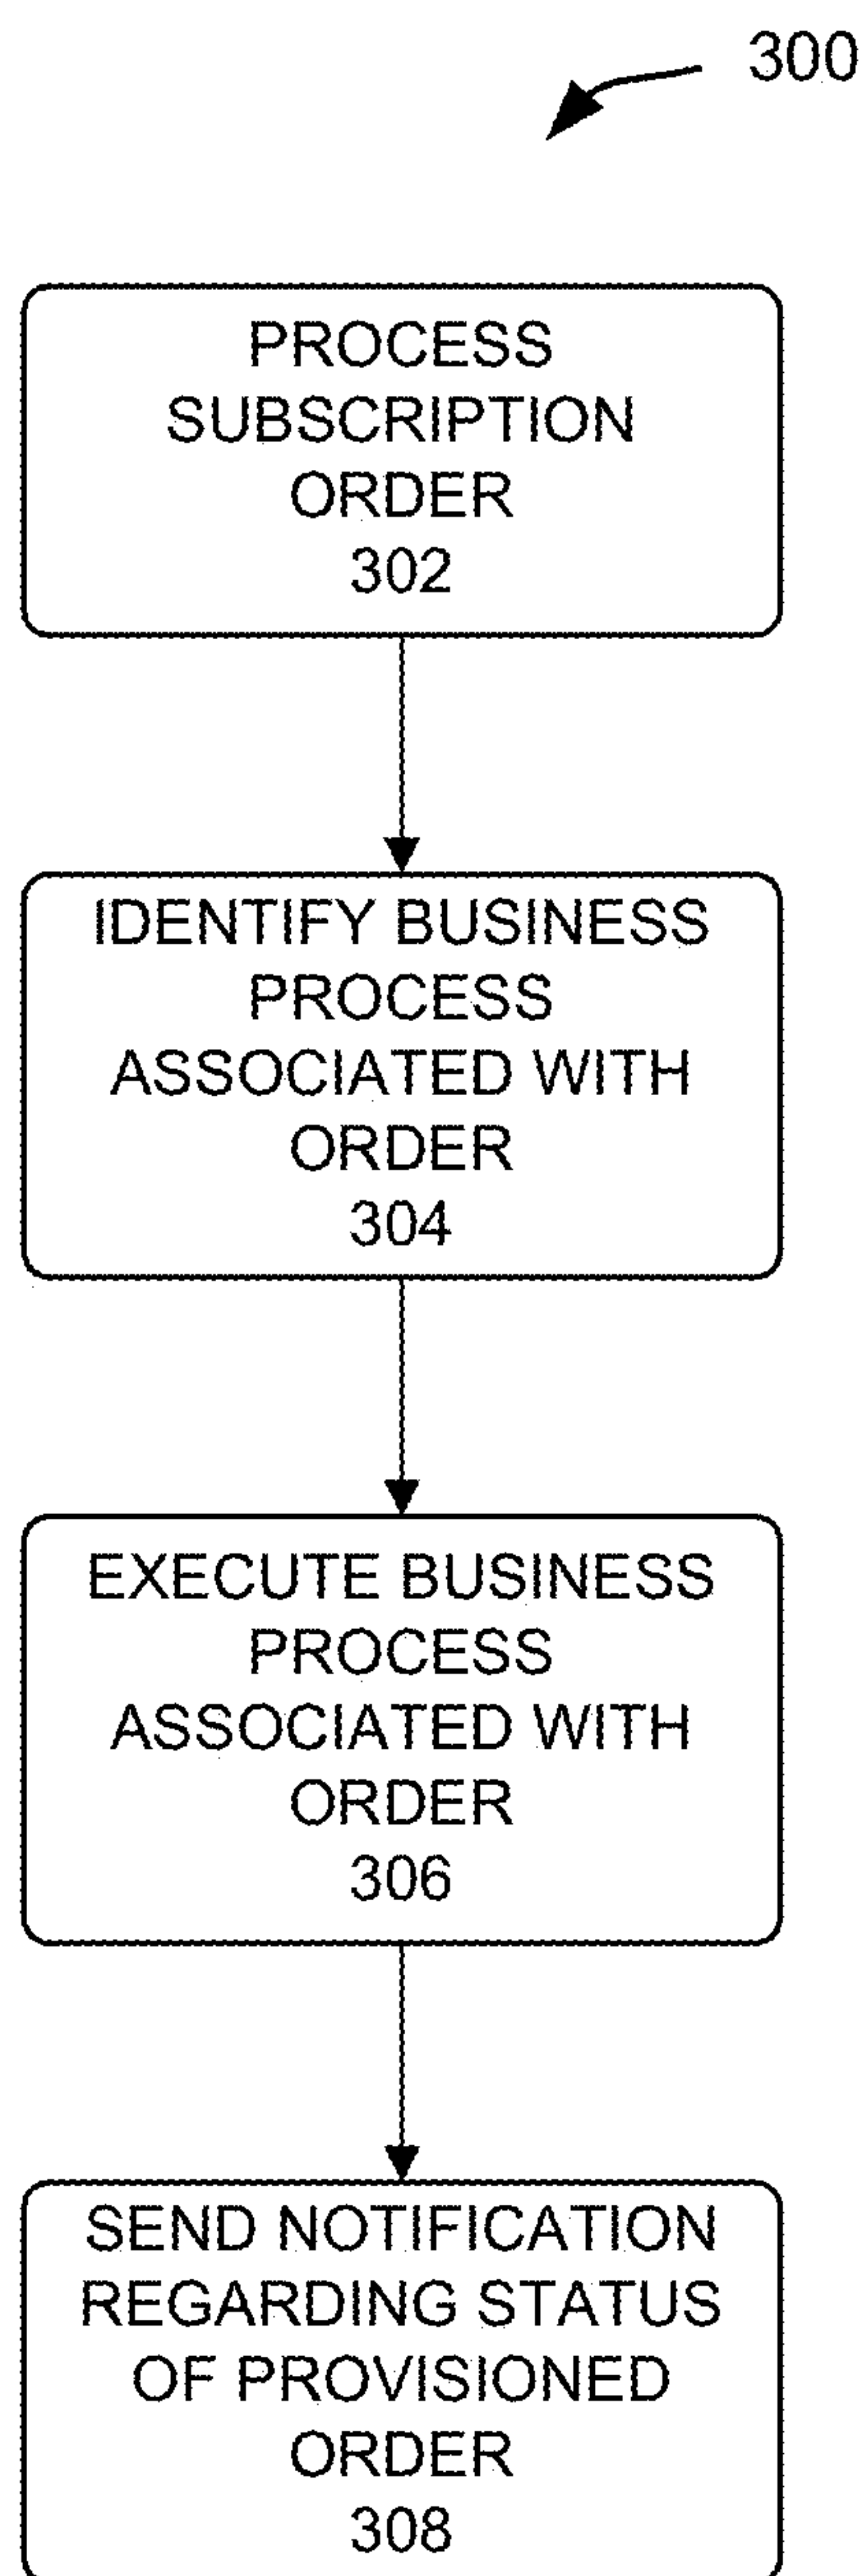 300
PROCESS
SUBSCRIPTION
ORDER
302
IDENTIFY BUSINESS
PROCESS
ASSOCIATED WITH
ORDER
304
EXECUTE BUSINESS
PROCESS
ASSOCIATED WITH
ORDER
306
SEND NOTIFICATION
REGARDING STATUS
OF PROVISIONED
ORDER
308